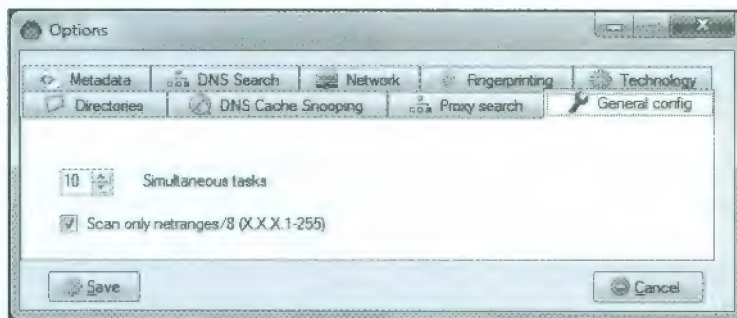 Options
Metadata DNS Search Network Fingerprinting Technology
Directories DNS Cache Snooping Proxy search General config
10 Simultaneous tasks
Scan only netranges/8 (X.X.X.1-255)
Save Cancel